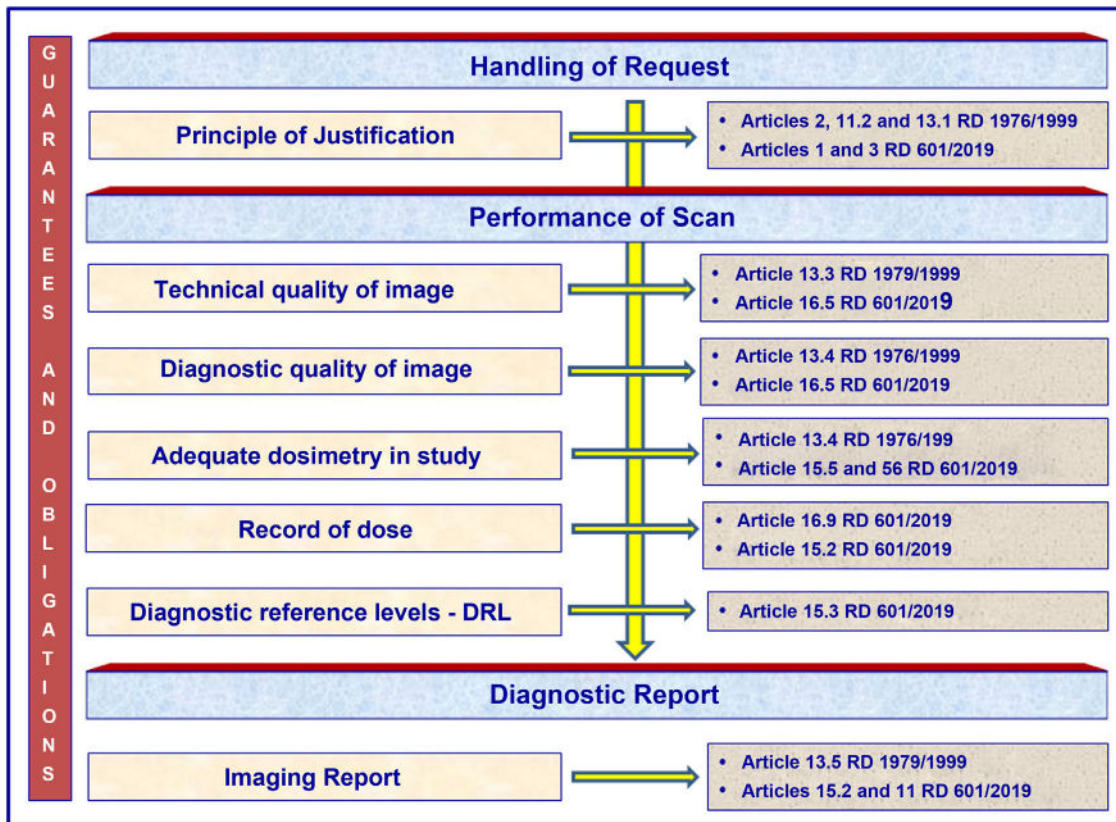 GUARANTEES AND OBLIGATIONS
Handling of Request
Principle of Justification
• Articles 2, 11.2 and 13.1 RD 1976/1999
• Articles 1 and 3 RD 601/2019
Performance of Scan
Technical quality of image
• Article 13.3 RD 1979/1999
• Article 16.5 RD 601/2019
Diagnostic quality of image
• Article 13.4 RD 1976/1999
• Article 16.5 RD 601/2019
Adequate dosimetry in study
• Article 13.4 RD 1976/199
• Article 15.5 and 56 RD 601/2019
Record of dose
• Article 16.9 RD 601/2019
• Article 15.2 RD 601/2019
Diagnostic reference levels - DRL
• Article 15.3 RD 601/2019
Diagnostic Report
Imaging Report
• Article 13.5 RD 1979/1999
• Articles 15.2 and 11 RD 601/2019